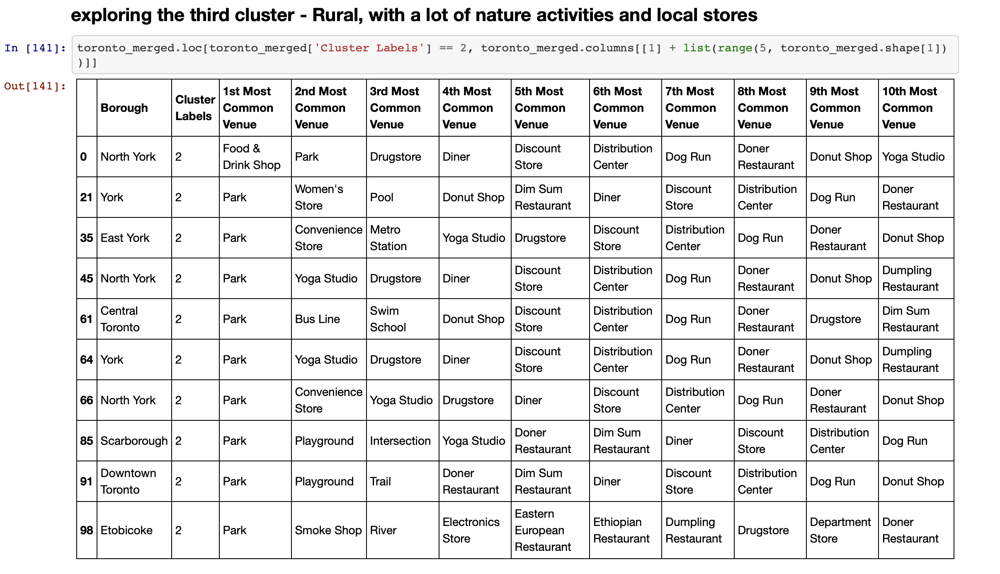 exploring the third cluster - Rural, with a lot of nature activities and local stores
In [141]: toronto_merged.loc[toronto_merged['Cluster Labels'] == 2, toronto_merged.columns[[1] + list(range(5, toronto_merged.shape[1])
)]]
Out[141]:
Borough | Cluster Labels | 1st Most Common Venue | 2nd Most Common Venue | 3rd Most Common Venue | 4th Most Common Venue | 5th Most Common Venue | 6th Most Common Venue | 7th Most Common Venue | 8th Most Common Venue | 9th Most Common Venue | 10th Most Common Venue
0 | North York | 2 | Food & Drink Shop | Park | Drugstore | Diner | Discount Store | Distribution Center | Dog Run | Doner Restaurant | Donut Shop | Yoga Studio
21 | York | 2 | Park | Women's Store | Pool | Donut Shop | Dim Sum Restaurant | Diner | Discount Store | Distribution Center | Dog Run | Doner Restaurant
35 | East York | 2 | Park | Convenience Store | Metro Station | Yoga Studio | Drugstore | Discount Store | Distribution Center | Dog Run | Doner Restaurant | Donut Shop
45 | North York | 2 | Park | Yoga Studio | Drugstore | Diner | Discount Store | Distribution Center | Dog Run | Doner Restaurant | Donut Shop | Dumpling Restaurant
61 | Central Toronto | 2 | Park | Bus Line | Swim School | Donut Shop | Discount Store | Distribution Center | Dog Run | Doner Restaurant | Drugstore | Dim Sum Restaurant
64 | York | 2 | Park | Yoga Studio | Drugstore | Diner | Discount Store | Distribution Center | Dog Run | Doner Restaurant | Donut Shop | Dumpling Restaurant
66 | North York | 2 | Park | Convenience Store | Yoga Studio | Drugstore | Diner | Discount Store | Distribution Center | Dog Run | Doner Restaurant | Donut Shop
85 | Scarborough | 2 | Park | Playground | Intersection | Yoga Studio | Doner Restaurant | Dim Sum Restaurant | Diner | Discount Store | Distribution Center | Dog Run
91 | Downtown Toronto | 2 | Park | Playground | Trail | Doner Restaurant | Dim Sum Restaurant | Diner | Discount Store | Distribution Center | Dog Run | Donut Shop
98 | Etobicoke | 2 | Park | Smoke Shop | River | Electronics Store | Eastern European Restaurant | Ethiopian Restaurant | Dumpling Restaurant | Drugstore | Department Store | Doner Restaurant